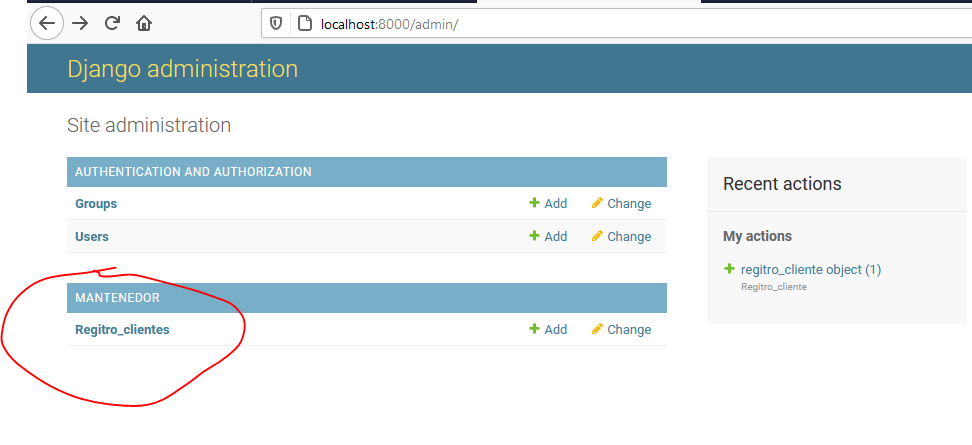 localhost:8000/admin/
Django administration
Site administration
AUTHENTICATION AND AUTHORIZATION
Groups Add Change
Users Add Change
MANTENEDOR
Regitro_clientes Add Change
Recent actions
My actions
regitro_cliente object (1)
Regitro_cliente